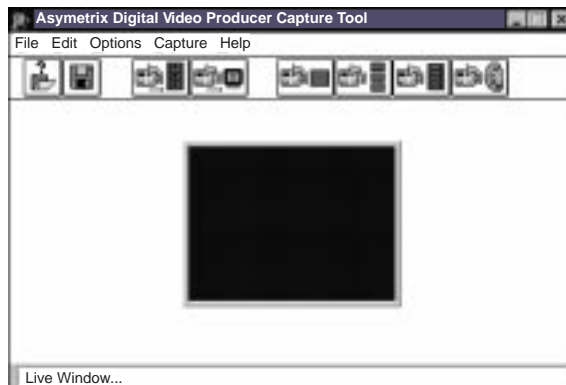 Asymetrix Digital Video Producer Capture Tool
File Edit Options Capture Help
Live Window...